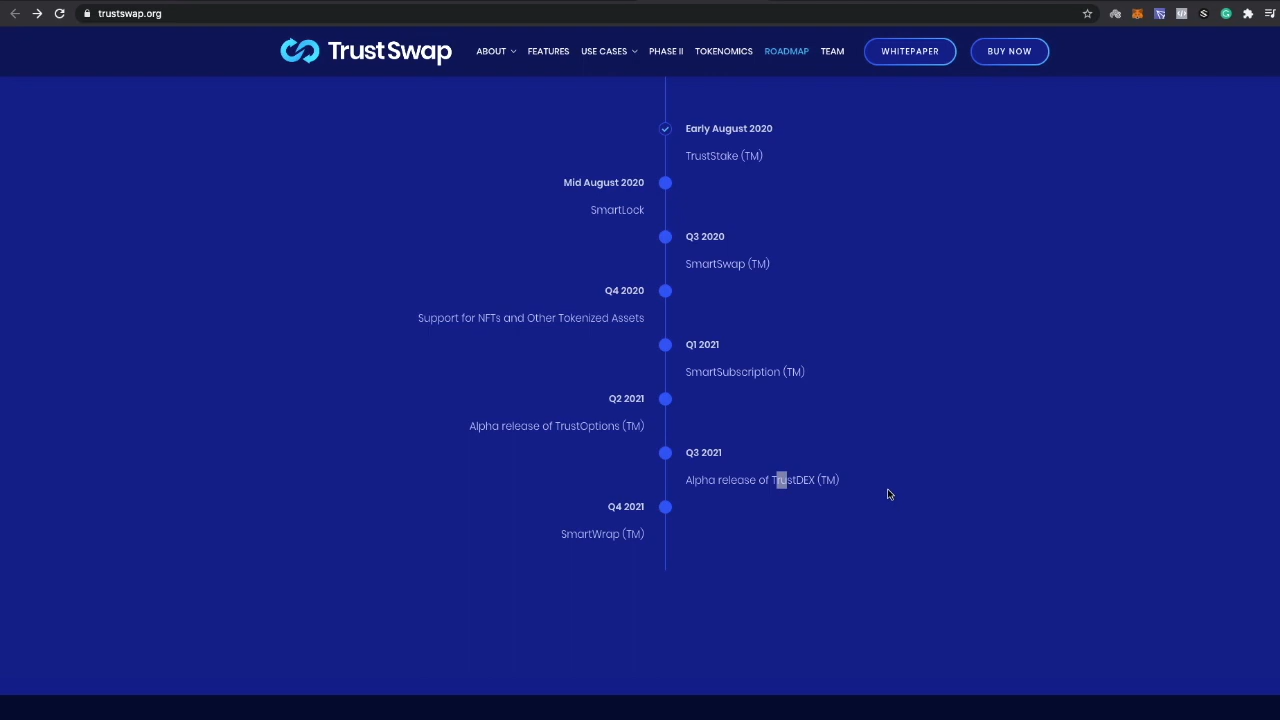 trustswap.org
TrustSwap
ABOUT FEATURES USE CASES PHASE II TOKENOMICS ROADMAP TEAM WHITEPAPER BUY NOW
Early August 2020
TrustStake (TM)
Mid August 2020
SmartLock
Q3 2020
SmartSwap (TM)
Q4 2020
Support for NFTs and Other Tokenized Assets
Q1 2021
SmartSubscription (TM)
Q2 2021
Alpha release of TrustOptions (TM)
Q3 2021
Alpha release of TrustDEX (TM)
Q4 2021
SmartWrap (TM)